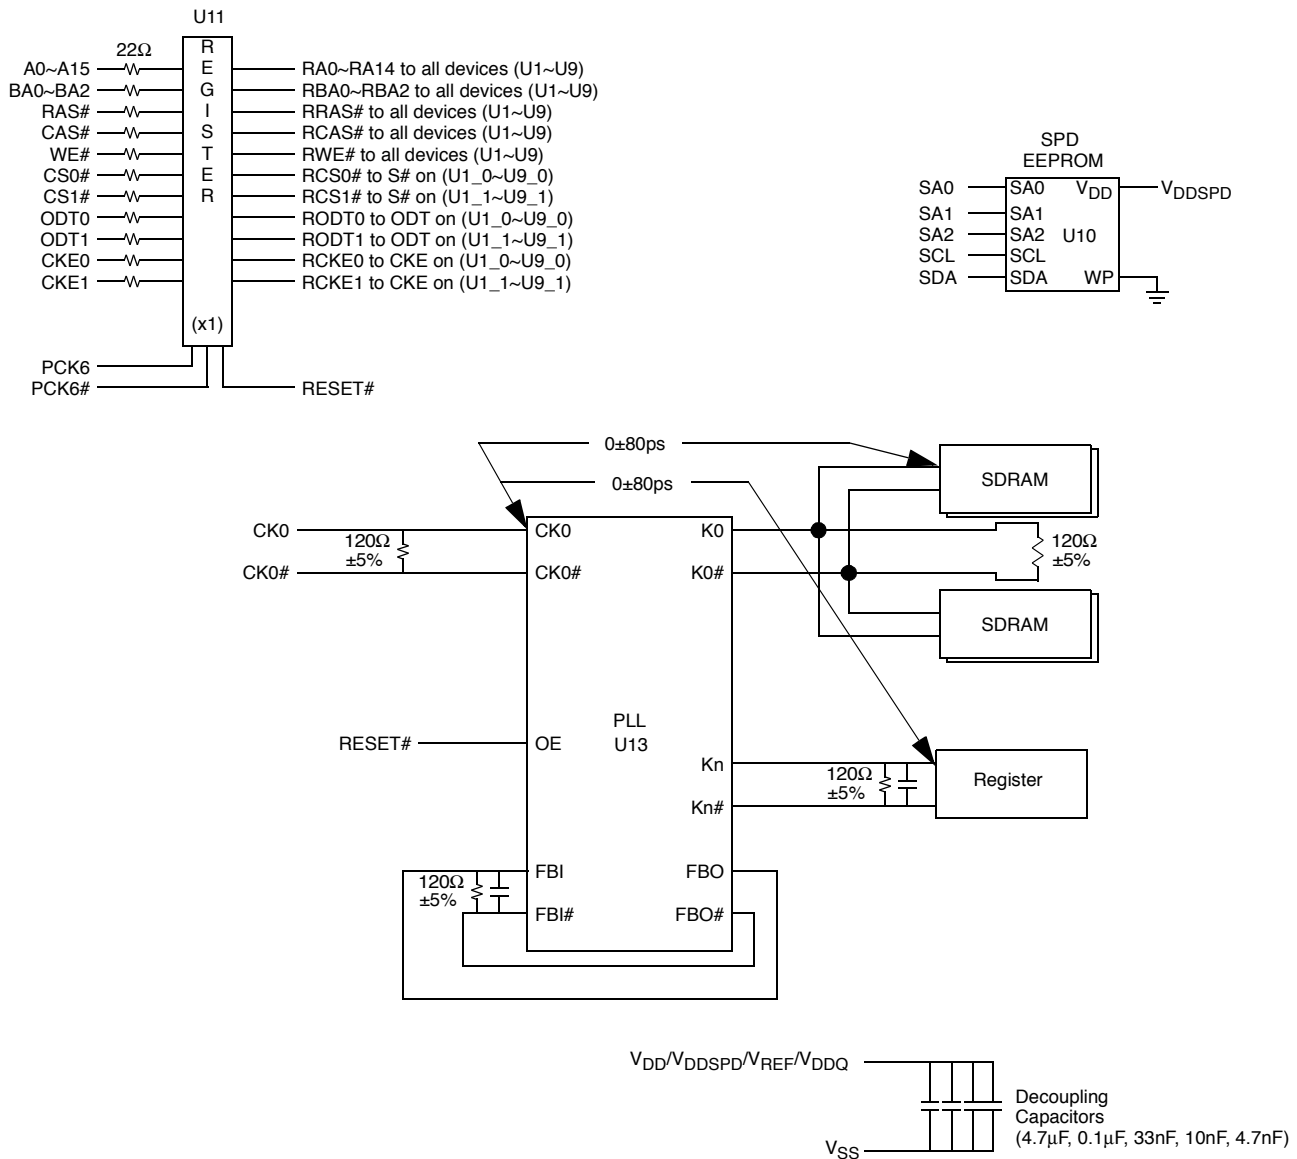 U11
22Ω
REGISTER
(x1)
A0~A15
BA0~BA2
RAS#
CAS#
WE#
CS0#
CS1#
ODT0
ODT1
CKE0
CKE1
RA0~RA14 to all devices (U1~U9)
RBA0~RBA2 to all devices (U1~U9)
RRAS# to all devices (U1~U9)
RCAS# to all devices (U1~U9)
RWE# to all devices (U1~U9)
RCS0# to S# on (U1_0~U9_0)
RCS1# to S# on (U1_1~U9_1)
RODT0 to ODT on (U1_0~U9_0)
RODT1 to ODT on (U1_1~U9_1)
RCKE0 to CKE on (U1_0~U9_0)
RCKE1 to CKE on (U1_1~U9_1)
PCK6
PCK6#
RESET#
SPD
EEPROM
SA0
SA1
SA2
SCL
SDA
SA0
SA1
SA2
SCL
SDA
VDD
U10
WP
VDDSPD
0±80ps
0±80ps
SDRAM
CK0
CK0#
120Ω
±5%
CK0
CK0#
K0
K0#
120Ω
±5%
SDRAM
PLL
U13
RESET#
OE
Kn
Kn#
120Ω
±5%
Register
120Ω
±5%
FBI
FBI#
FBO
FBO#
VDD/VDDSPD/VREF/VDDQ
VSS
Decoupling
Capacitors
(4.7μF, 0.1μF, 33nF, 10nF, 4.7nF)